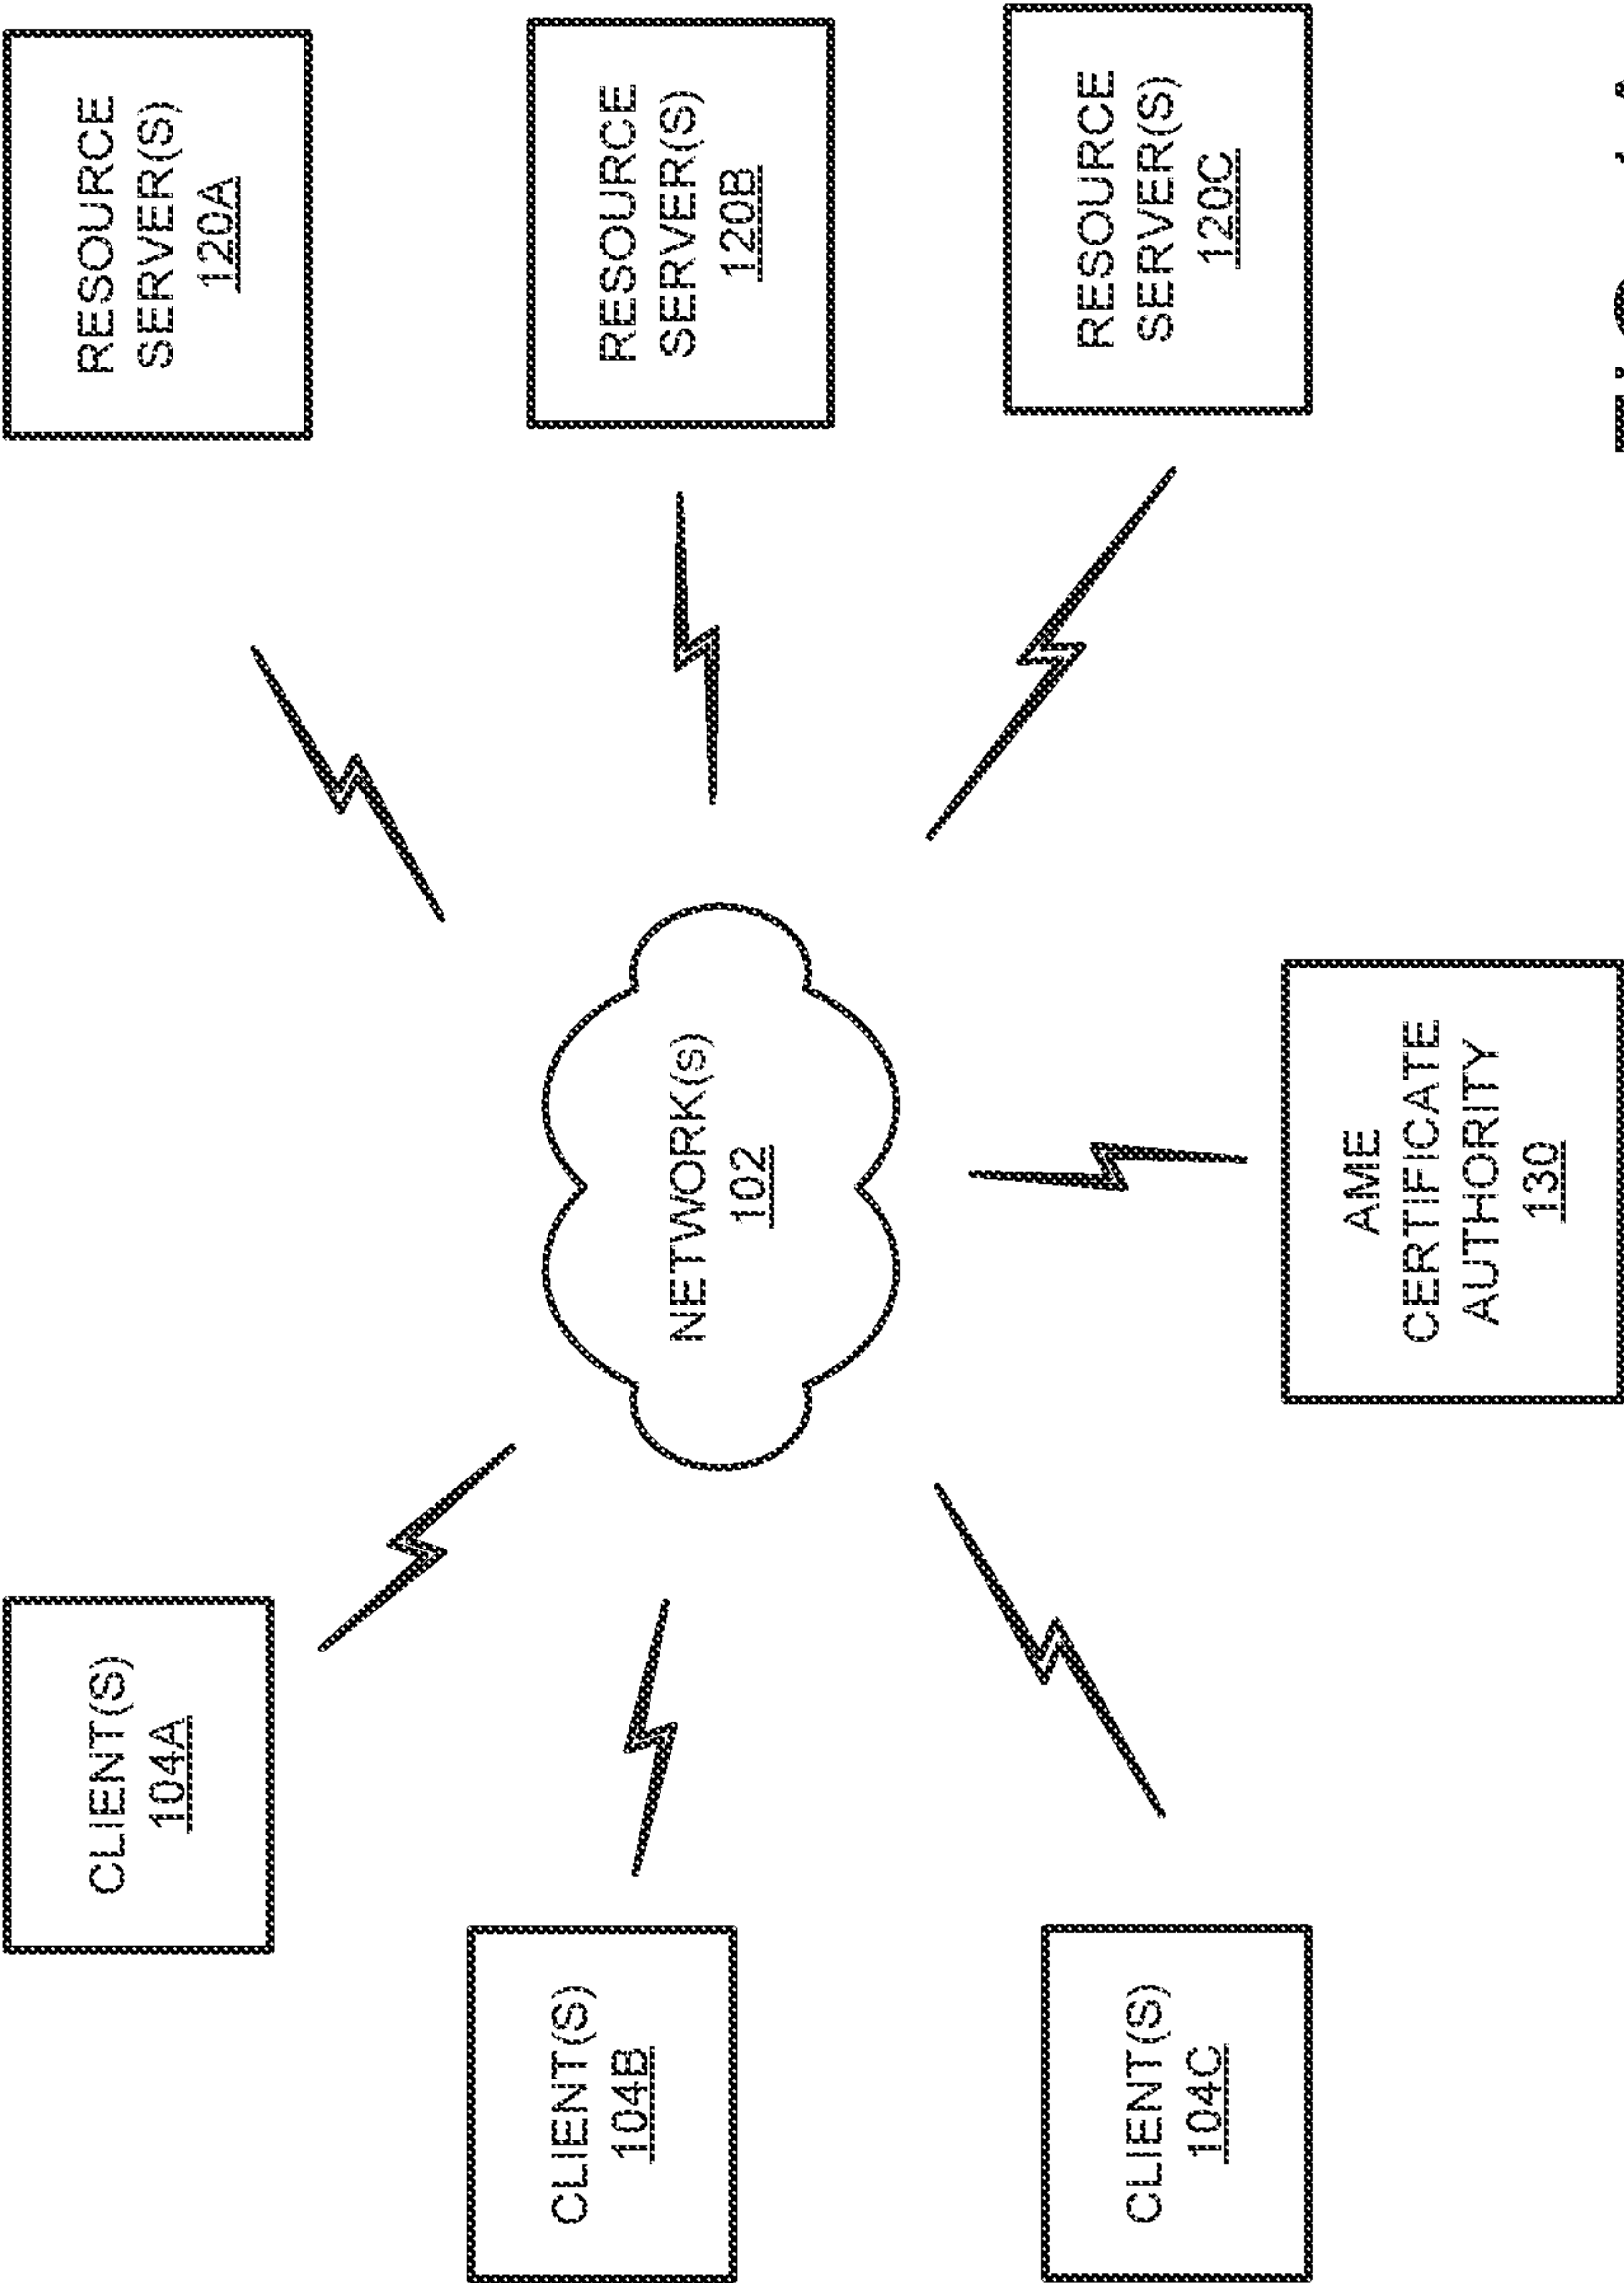 CLIENT(S)
104A
CLIENT(S)
104B
CLIENT(S)
104C
NETWORK(s)
102
AME
CERTIFICATE
AUTHORITY
130
RESOURCE
SERVER(S)
120A
RESOURCE
SERVER(S)
120B
RESOURCE
SERVER(S)
120C